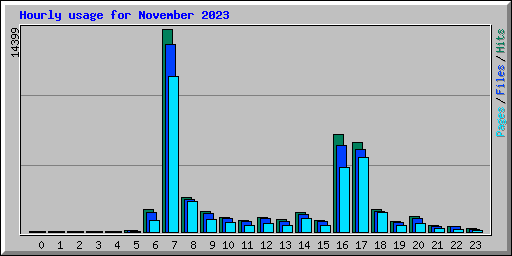 Hourly usage for November 2023
14399
Pages/Files/Hits
0 1 2 3 4 5 6 7 8 9 10 11 12 13 14 15 16 17 18 19 20 21 22 23